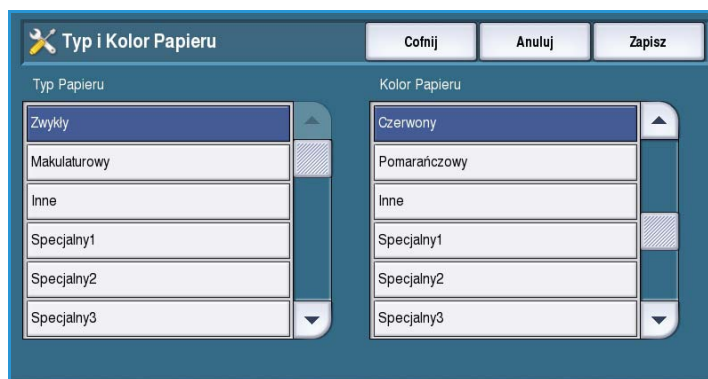 Typ i Kolor Papieru
Cofnij
Anuluj
Zapisz
Typ Papieru
Zwykły
Makulaturowy
Inne
Specjalny1
Specjalny2
Specjalny3
Kolor Papieru
Czerwony
Pomarańczowy
Inne
Specjalny1
Specjalny2
Specjalny3